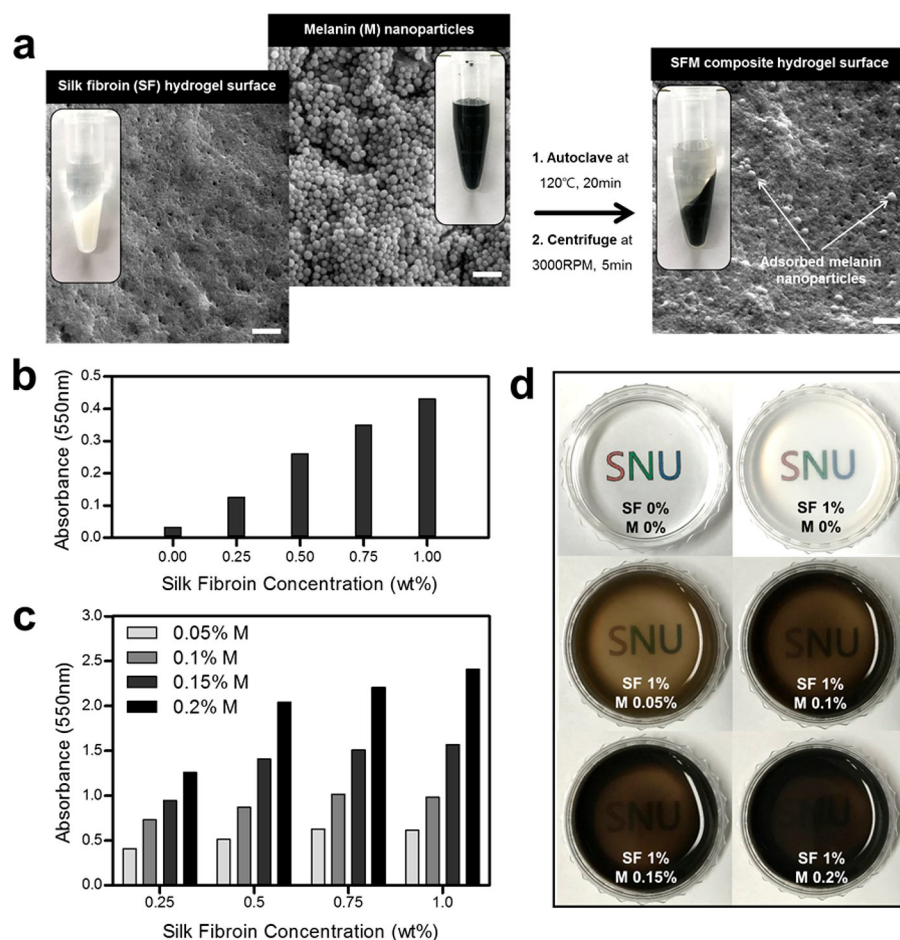 a
Silk fibroin (SF) hydrogel surface
Melanin (M) nanoparticles
1. Autoclave at
120℃, 20min
2. Centrifuge at
3000RPM, 5min
SFM composite hydrogel surface
Adsorbed melanin
nanoparticles
b
Absorbance (550nm)
0.5
0.4
0.3
0.2
0.1
0.0
0.00 0.25 0.50 0.75 1.00
Silk Fibroin Concentration (wt%)
c
Absorbance (550nm)
3.0
2.5
2.0
1.5
1.0
0.5
0.0
0.05% M
0.1% M
0.15% M
0.2% M
0.25 0.5 0.75 1.0
Silk Fibroin Concentration (wt%)
d
SNU
SF 0%
M 0%
SNU
SF 1%
M 0%
SNU
SF 1%
M 0.05%
SNU
SF 1%
M 0.1%
SNU
SF 1%
M 0.15%
SNU
SF 1%
M 0.2%